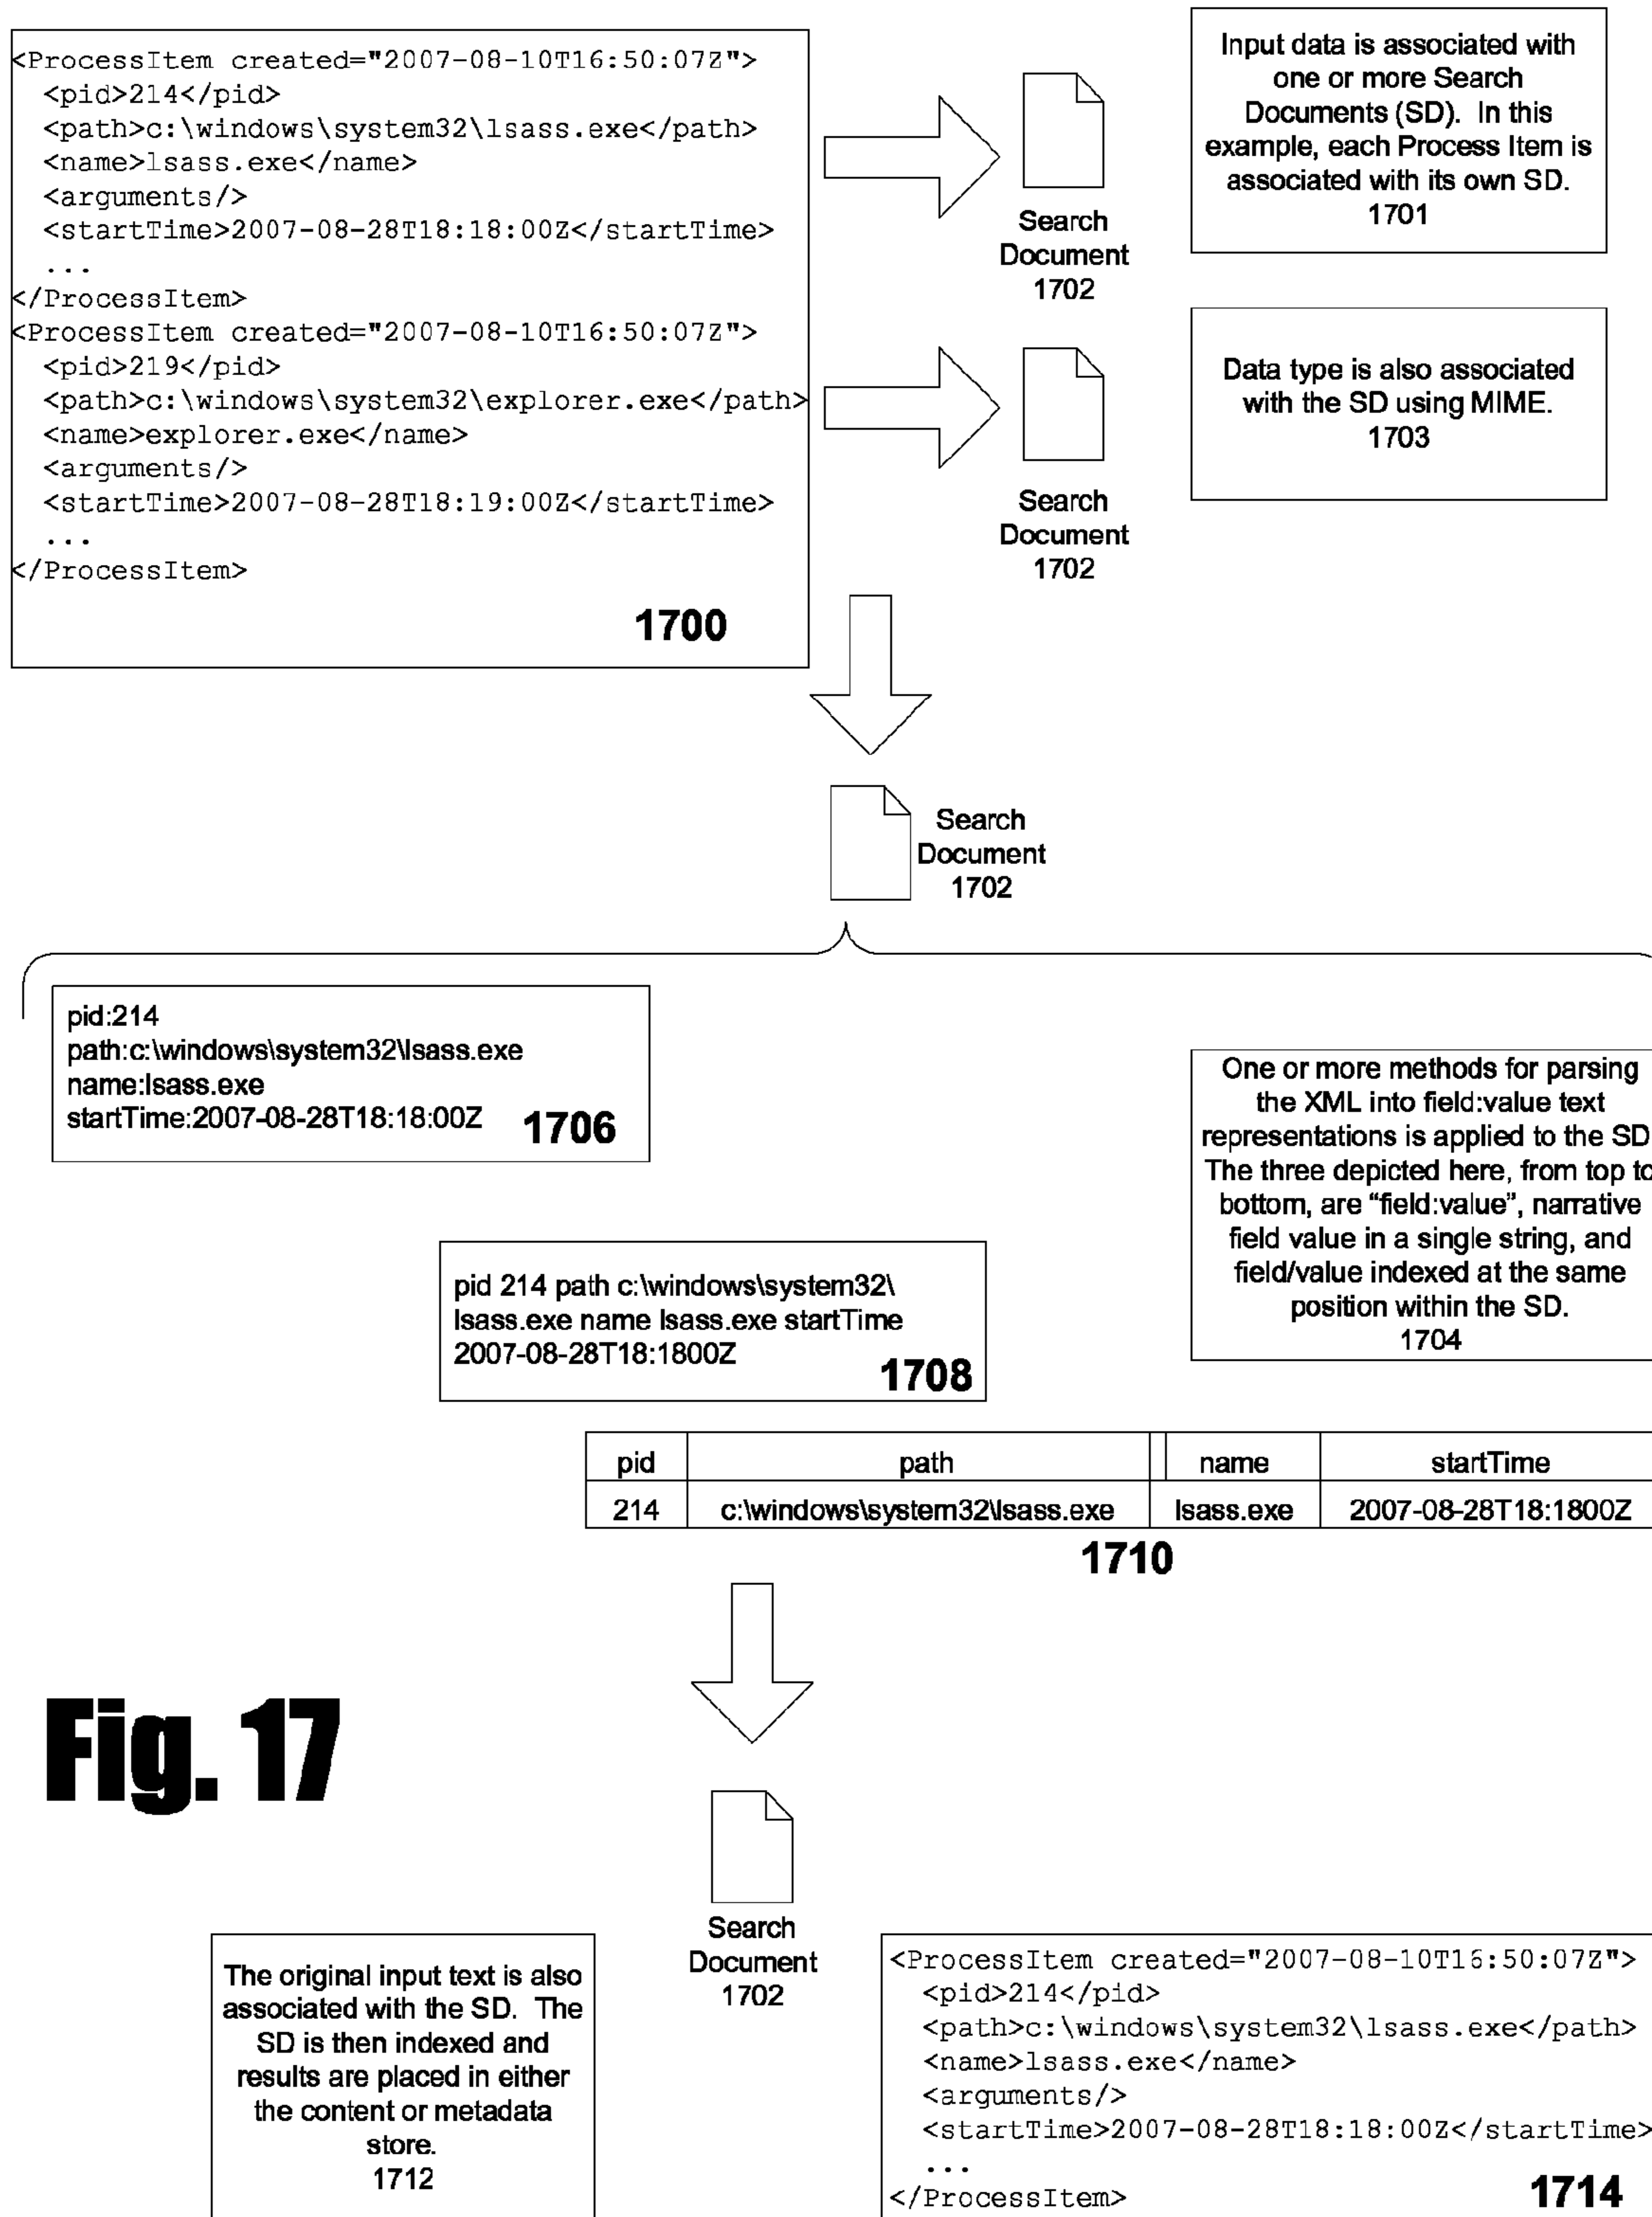 <ProcessItem created="2007-08-10T16:50:07Z">
<pid>214</pid>
<path>c:\windows\system32\lsass.exe</path>
<name>lsass.exe</name>
<arguments/>
<startTime>2007-08-28T18:18:00Z</startTime>
...
</ProcessItem>
<ProcessItem created="2007-08-10T16:50:07Z">
<pid>219</pid>
<path>c:\windows\system32\explorer.exe</path>
<name>explorer.exe</name>
<arguments/>
<startTime>2007-08-28T18:19:00Z</startTime>
...
</ProcessItem>
1700
Search
Document
1702
Input data is associated with
one or more Search
Documents (SD). In this
example, each Process Item is
associated with its own SD.
1701
Search
Document
1702
Data type is also associated
with the SD using MIME.
1703
Search
Document
1702
pid:214
path:c:\windows\system32\lsass.exe
name:lsass.exe
startTime:2007-08-28T18:18:00Z
1706
One or more methods for parsing
the XML into field:value text
representations is applied to the SD
The three depicted here, from top to
bottom, are “field:value”, narrative
field value in a single string, and
field/value indexed at the same
position within the SD.
1704
pid 214 path c:\windows\system32\
lsass.exe name lsass.exe startTime
2007-08-28T18:1800Z
1708
pid path name startTime
214 c:\windows\system32\lsass.exe lsass.exe 2007-08-28T18:1800Z
1710
Fig. 17
Search
Document
1702
The original input text is also
associated with the SD. The
SD is then indexed and
results are placed in either
the content or metadata
store.
1712
<ProcessItem created="2007-08-10T16:50:07Z">
<pid>214</pid>
<path>c:\windows\system32\lsass.exe</path>
<name>lsass.exe</name>
<arguments/>
<startTime>2007-08-28T18:18:00Z</startTime>
...
</ProcessItem>
1714